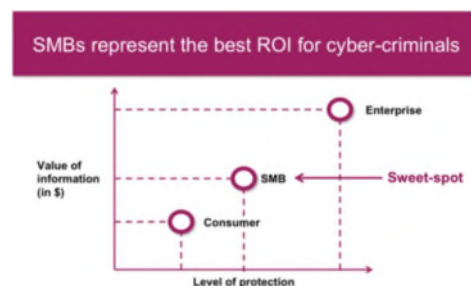 SMBs represent the best ROI for cyber-criminals
Enterprise
Value of
information
(in $)
SMB
Sweet-spot
Consumer
Level of protection